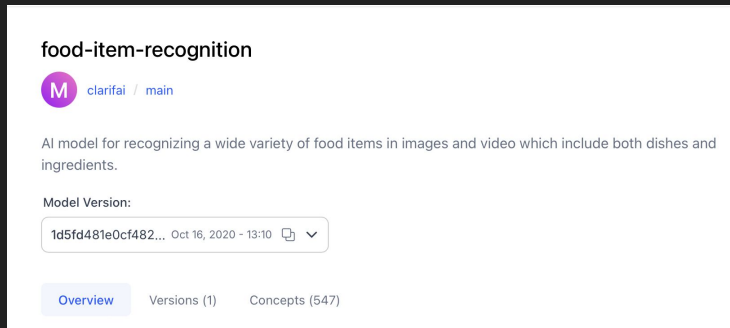 food-item-recognition
M clarifai / main
AI model for recognizing a wide variety of food items in images and video which include both dishes and
ingredients.
Model Version:
1d5fd481e0cf482... Oct 16, 2020 - 13:10
Overview Versions (1) Concepts (547)